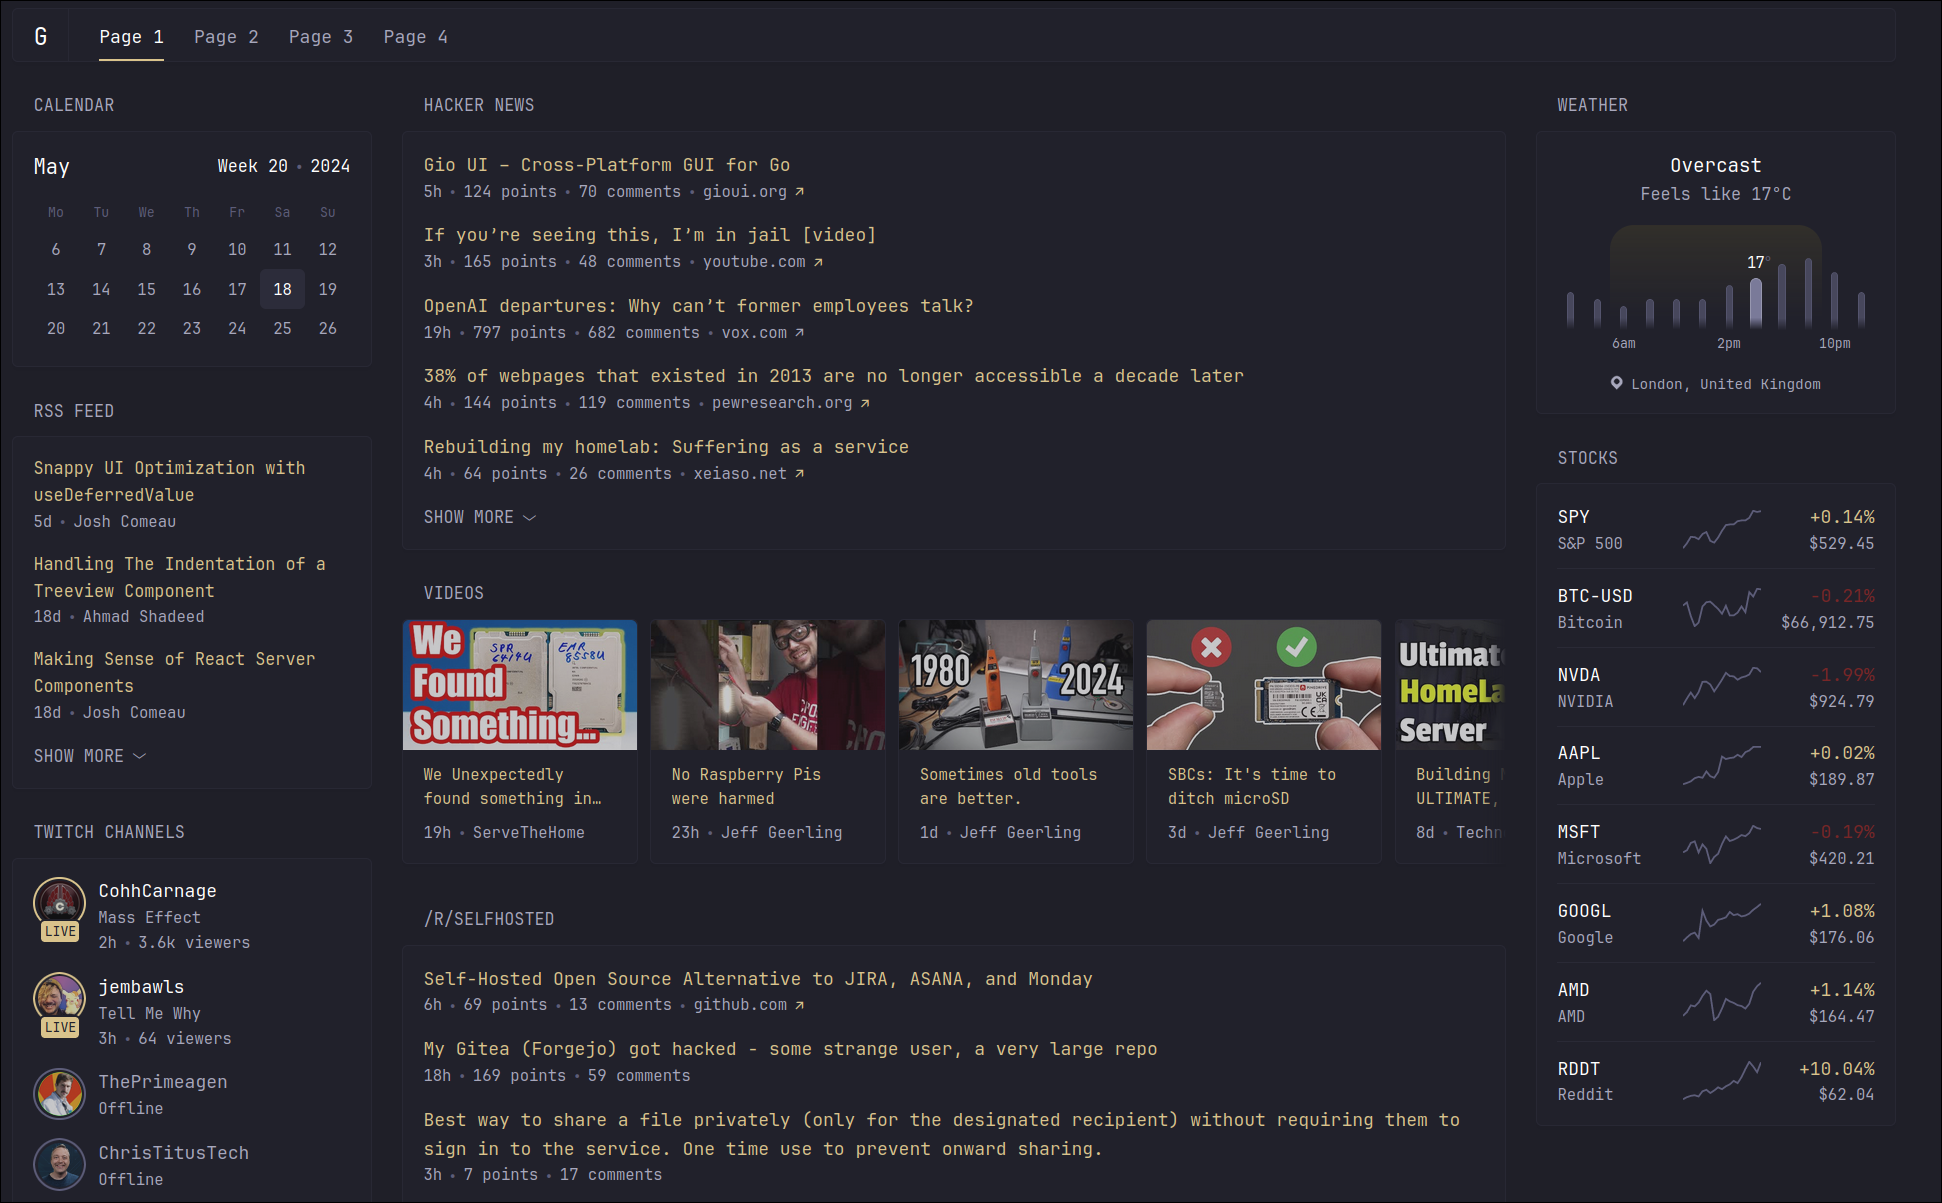 G
Page 1 Page 2 Page 3 Page 4
CALENDAR
May Week 20 • 2024
Mo Tu We Th Fr Sa Su
6 7 8 9 10 11 12
13 14 15 16 17 18 19
20 21 22 23 24 25 26
RSS FEED
Snappy UI Optimization with
useDeferredValue
5d • Josh Comeau
Handling The Indentation of a
Treeview Component
18d • Ahmad Shadeed
Making Sense of React Server
Components
18d • Josh Comeau
SHOW MORE
TWITCH CHANNELS
CohhCarnage
Mass Effect
LIVE
2h • 3.6k viewers
jembawls
Tell Me Why
LIVE
3h • 64 viewers
ThePrimeagen
Offline
ChrisTitusTech
Offline
HACKER NEWS
Gio UI – Cross-Platform GUI for Go
5h • 124 points • 70 comments • gioui.org ↗
If you’re seeing this, I’m in jail [video]
3h • 165 points • 48 comments • youtube.com ↗
OpenAI departures: Why can’t former employees talk?
19h • 797 points • 682 comments • vox.com ↗
38% of webpages that existed in 2013 are no longer accessible a decade later
4h • 144 points • 119 comments • pewresearch.org ↗
Rebuilding my homelab: Suffering as a service
4h • 64 points • 26 comments • xeiaso.net ↗
SHOW MORE
VIDEOS
We
Found
Something...
SPR
6414U
EMR
8558U
We Unexpectedly
found something in…
19h • ServeTheHome
No Raspberry Pis
were harmed
23h • Jeff Geerling
1980
2024
Sometimes old tools
are better.
1d • Jeff Geerling
SBCs: It's time to
ditch microSD
3d • Jeff Geerling
Ultimat
HomeLa
Server
Building
ULTIMATE,
8d • Techn
/R/SELFHOSTED
Self-Hosted Open Source Alternative to JIRA, ASANA, and Monday
6h • 69 points • 13 comments • github.com ↗
My Gitea (Forgejo) got hacked - some strange user, a very large repo
18h • 169 points • 59 comments
Best way to share a file privately (only for the designated recipient) without requiring them to
sign in to the service. One time use to prevent onward sharing.
3h • 7 points • 17 comments
WEATHER
Overcast
Feels like 17°C
17°
6am 2pm 10pm
London, United Kingdom
STOCKS
SPY +0.14%
S&P 500 $529.45
BTC-USD -0.21%
Bitcoin $66,912.75
NVDA -1.99%
NVIDIA $924.79
AAPL +0.02%
Apple $189.87
MSFT -0.19%
Microsoft $420.21
GOOGL +1.08%
Google $176.06
AMD +1.14%
AMD $164.47
RDDT +10.04%
Reddit $62.04